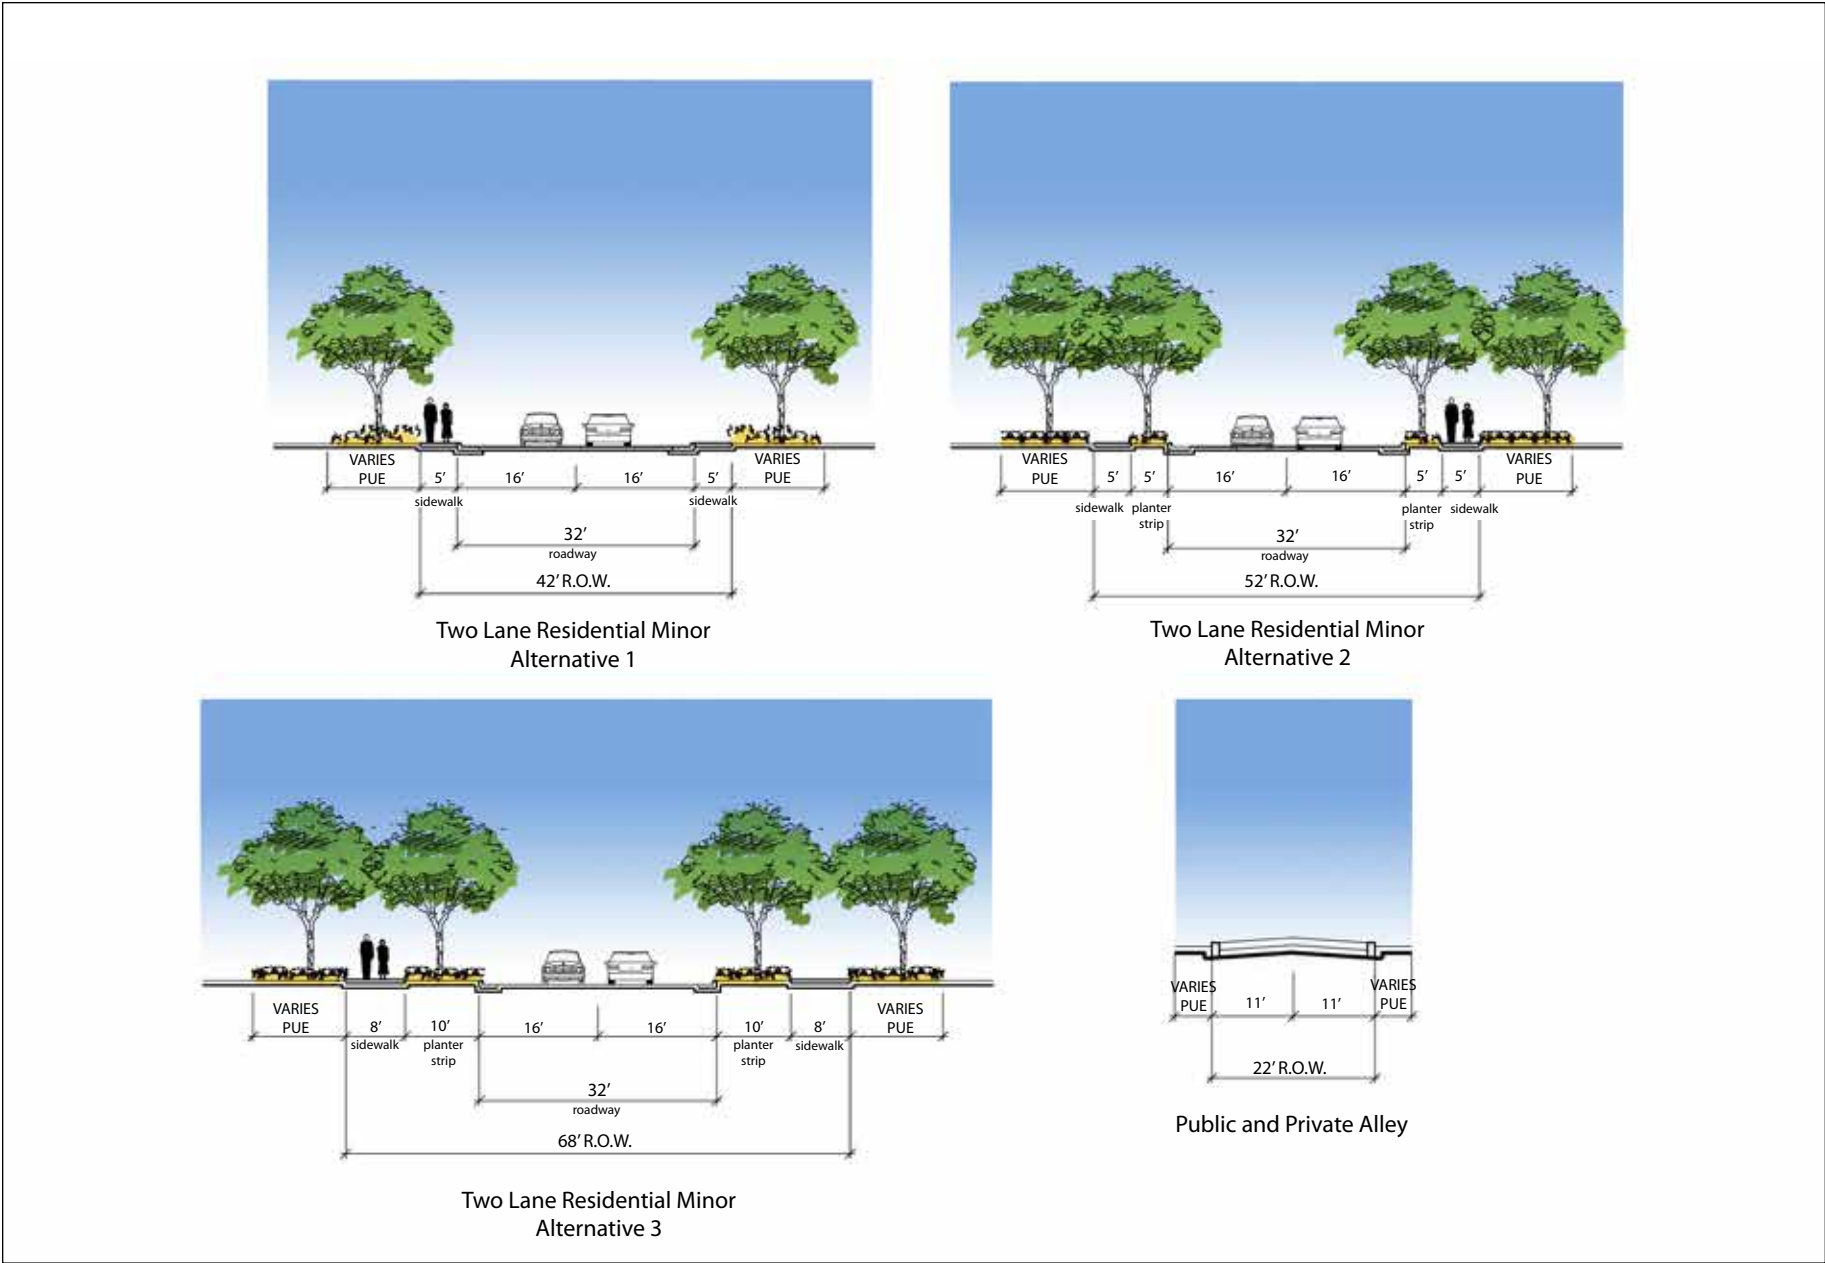 VARIES
PUE
5'
16'
16'
5'
VARIES
PUE
sidewalk
sidewalk
32'
roadway
42' R.O.W.
Two Lane Residential Minor
Alternative 1
VARIES
PUE
5'
5'
16'
16'
5'
5'
VARIES
PUE
sidewalk
planter
strip
planter
strip
sidewalk
32'
roadway
52' R.O.W.
Two Lane Residential Minor
Alternative 2
VARIES
PUE
8'
10'
16'
16'
10'
8'
VARIES
PUE
sidewalk
planter
strip
planter
strip
sidewalk
32'
roadway
68' R.O.W.
Two Lane Residential Minor
Alternative 3
VARIES
PUE
11'
11'
VARIES
PUE
22' R.O.W.
Public and Private Alley